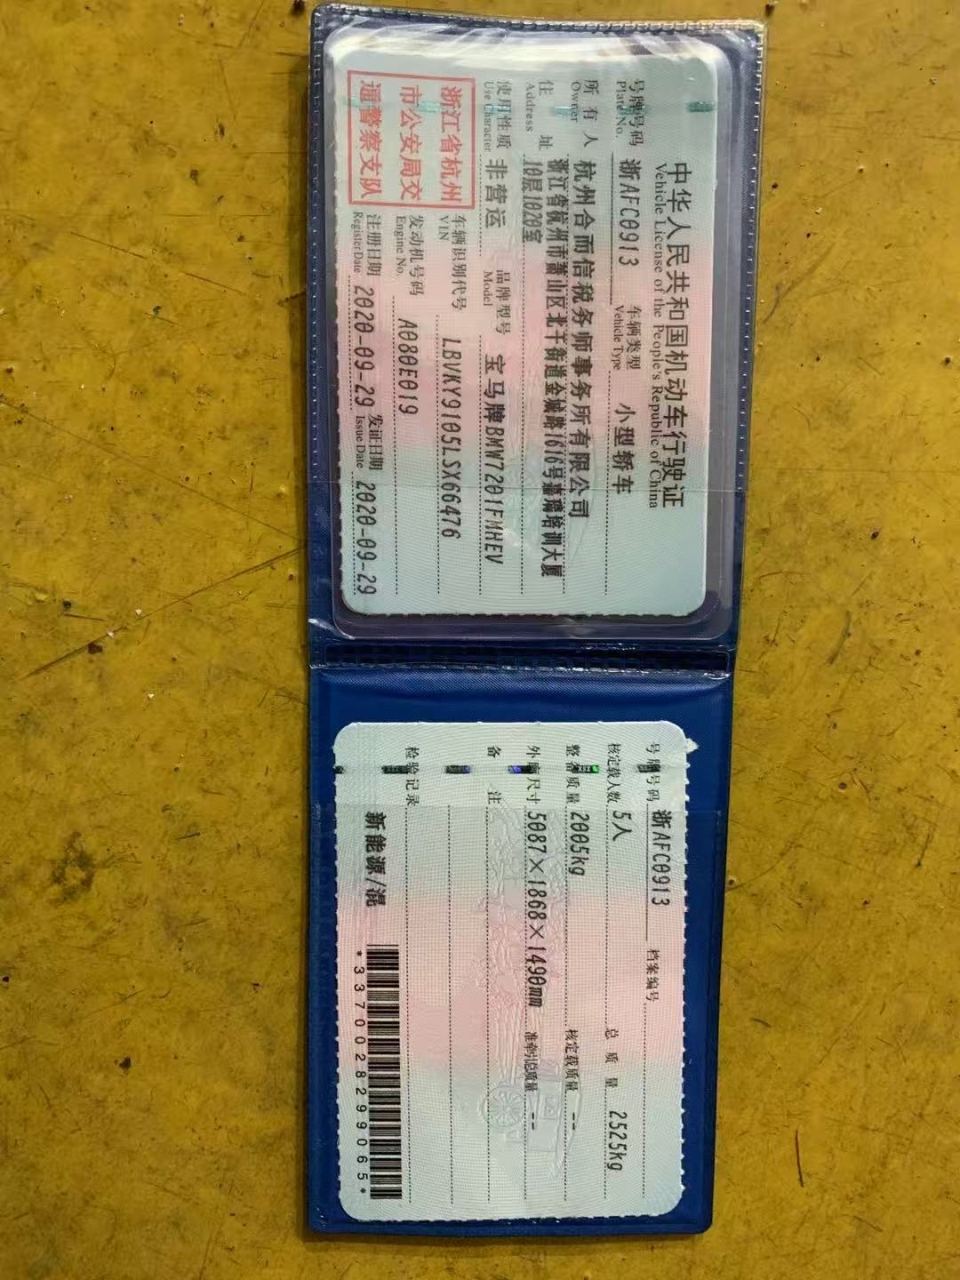 中华人民共和国机动车行驶证
Vehicle License of the People's Republic of China
号牌号码 浙AFC0913 车辆类型 小型轿车
Plate No. Vehicle Type
所有人 杭州合而信税务师事务所有限公司
Owner
住址 浙江省杭州市萧山区北干街道金城路1616号嘉瑞培训大厦
Address 10层1020室
使用性质 非营运 品牌型号 宝马牌BMW7201FMHEV
Use Character Model
浙江省杭州
市公安局交
通警察支队
车辆识别代号 LBVKY9105LSX66476
VIN
发动机号码 A080E019
Engine No.
注册日期 2020-09-29 发证日期 2020-09-29
Register Date Issue Date
号牌号码 浙AFC0913 档案编号
核定载人数 5人 总质量 2525kg
整备质量 2005kg 核定载质量 --
外廓尺寸 5087×1868×1490mm 准牵引总质量 --
备注
检验记录
新能源/混
*3370028299065*